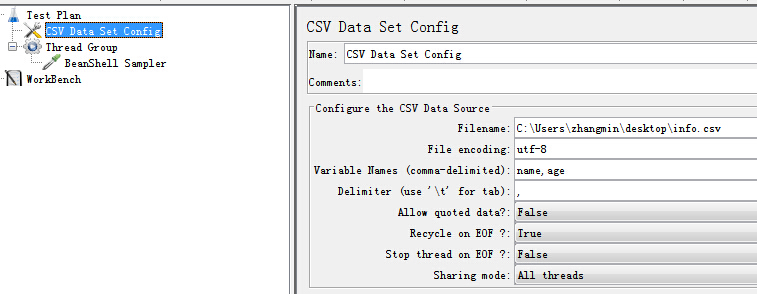 Test Plan
CSV Data Set Config
Thread Group
BeanShell Sampler
WorkBench
CSV Data Set Config
Name: CSV Data Set Config
Comments:
Configure the CSV Data Source
Filename: C:\Users\zhangmin\desktop\info.csv
File encoding: utf-8
Variable Names (comma-delimited): name,age
Delimiter (use '\t' for tab): ,
Allow quoted data?: False
Recycle on EOF ?: True
Stop thread on EOF ?: False
Sharing mode: All threads